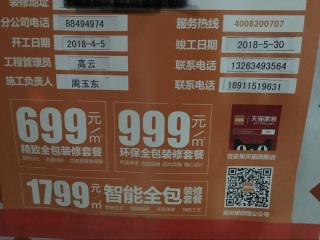 装修地址
分公司电话 88494974 服务热线 4008200707
开工日期 2018-4-5 竣工日期 2018-5-30
工程管理员 高云 联系电话 13263493564
施工负责人 周玉东 联系电话 18911519631
699元/㎡ 999元/㎡
精致全包装修套餐 环保全包装修套餐
天猫家装
1799元/㎡ 智能全包装修套餐